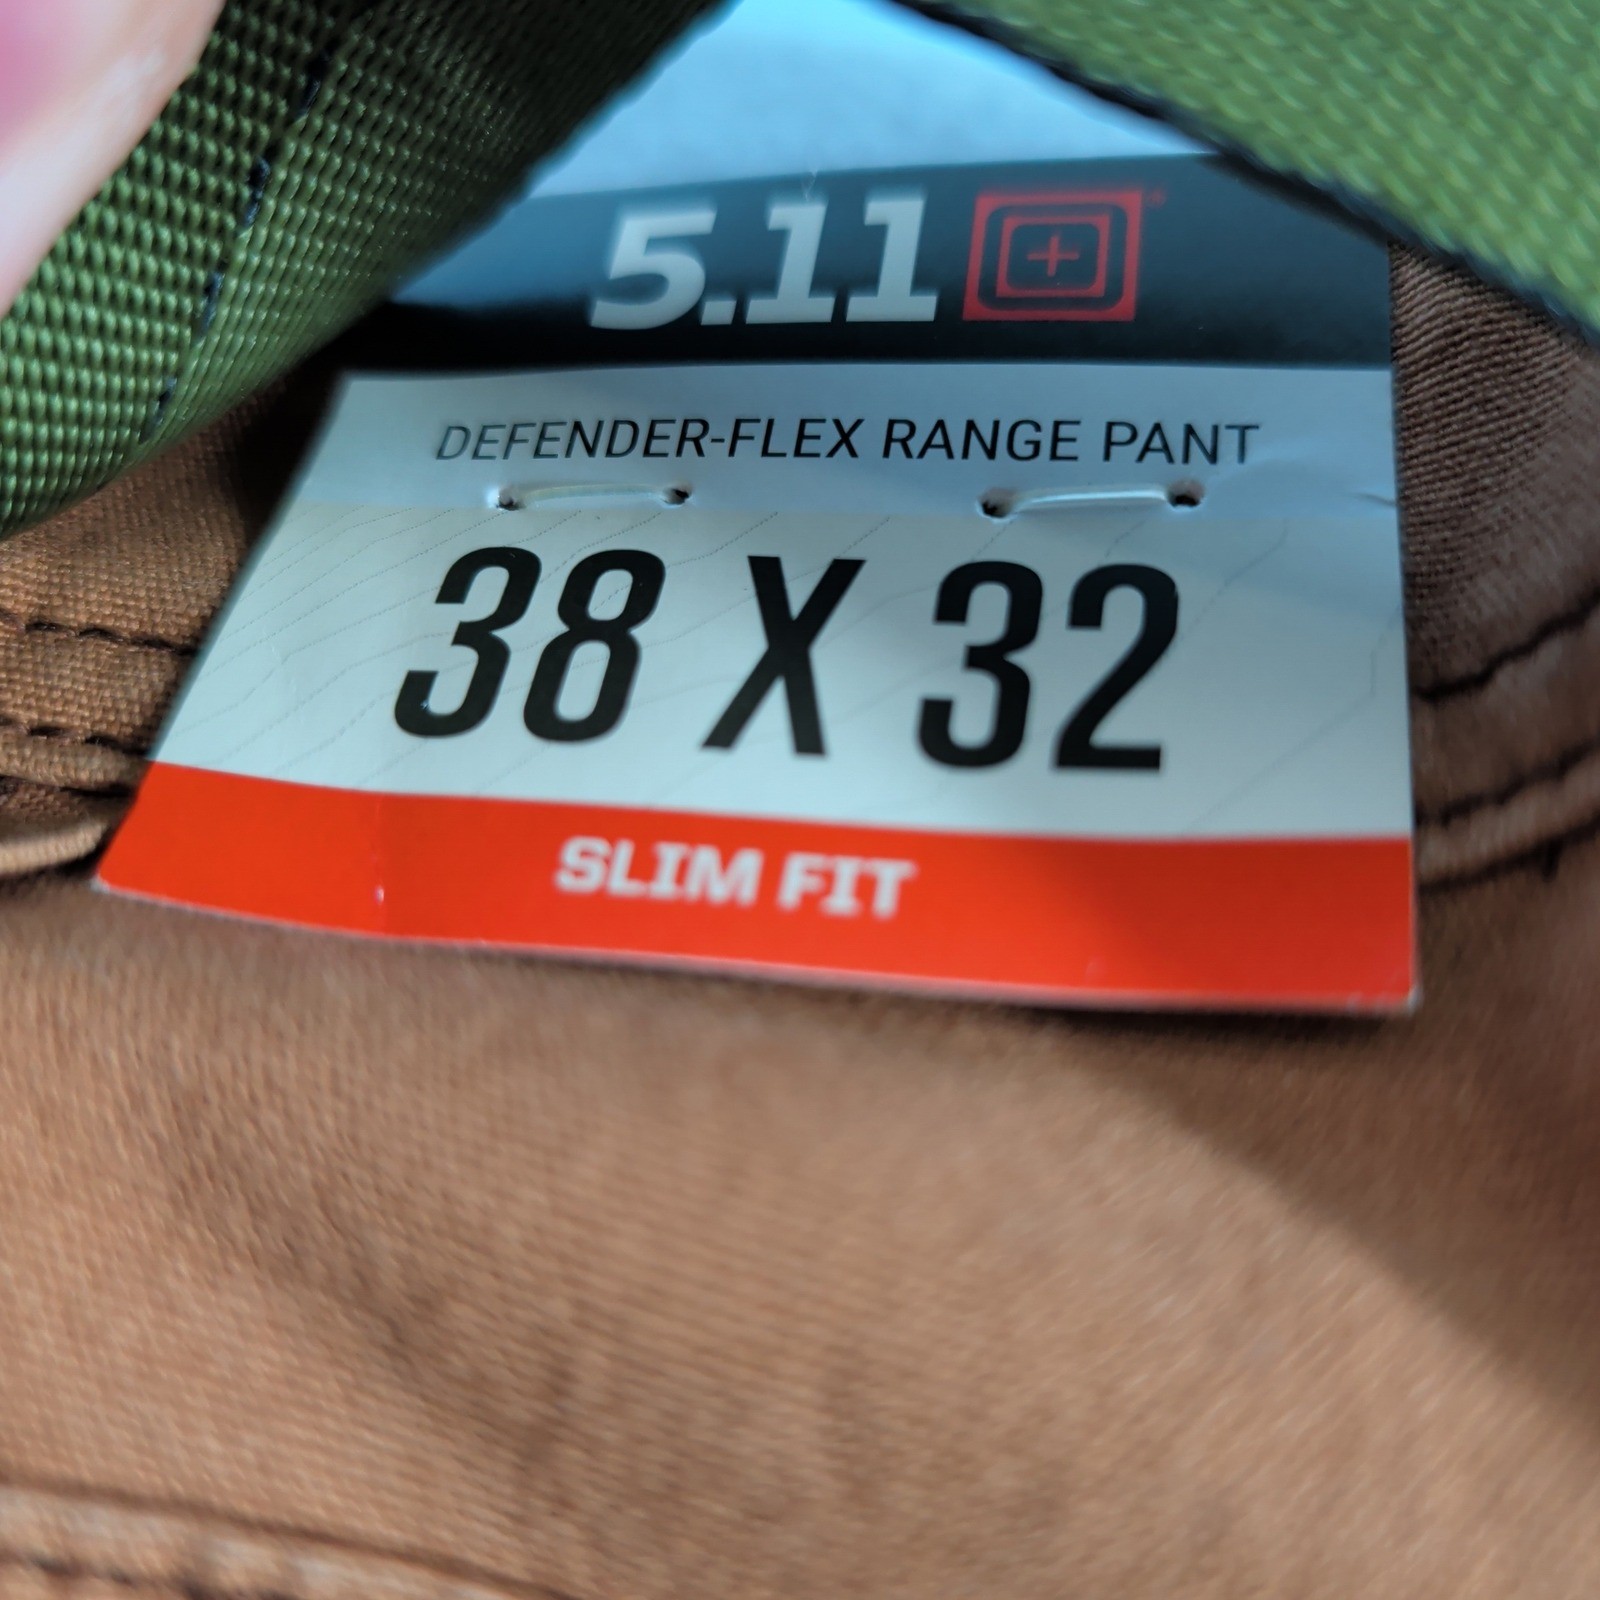 5.11®
DEFENDER-FLEX RANGE PANT
38 X 32
SLIM FIT